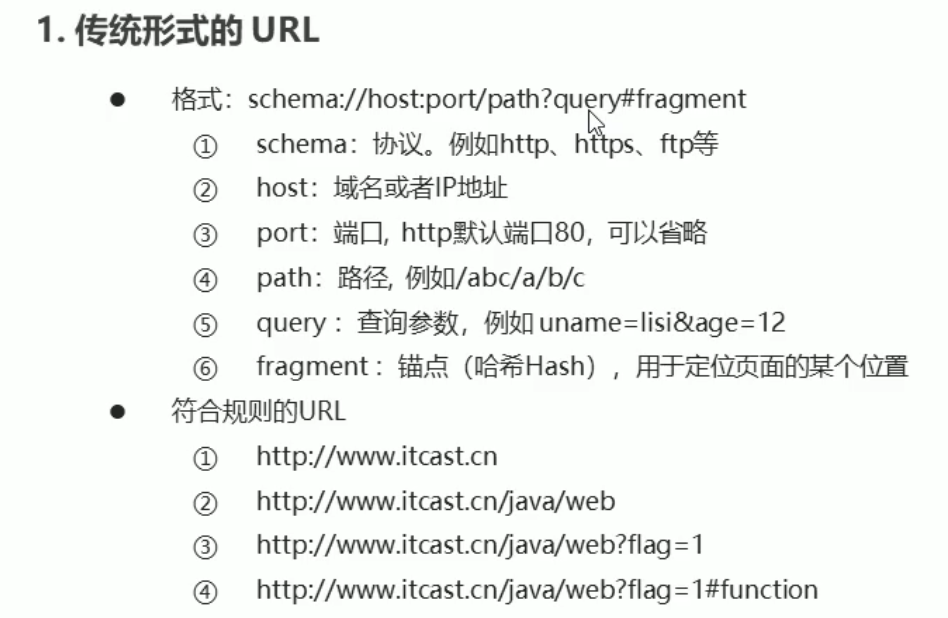 1. 传统形式的 URL
● 格式：schema://host:port/path?query#fragment
① schema：协议。例如http、https、ftp等
② host：域名或者IP地址
③ port：端口, http默认端口80，可以省略
④ path：路径, 例如/abc/a/b/c
⑤ query：查询参数，例如 uname=lisi&age=12
⑥ fragment：锚点（哈希Hash），用于定位页面的某个位置
● 符合规则的URL
① http://www.itcast.cn
② http://www.itcast.cn/java/web
③ http://www.itcast.cn/java/web?flag=1
④ http://www.itcast.cn/java/web?flag=1#function